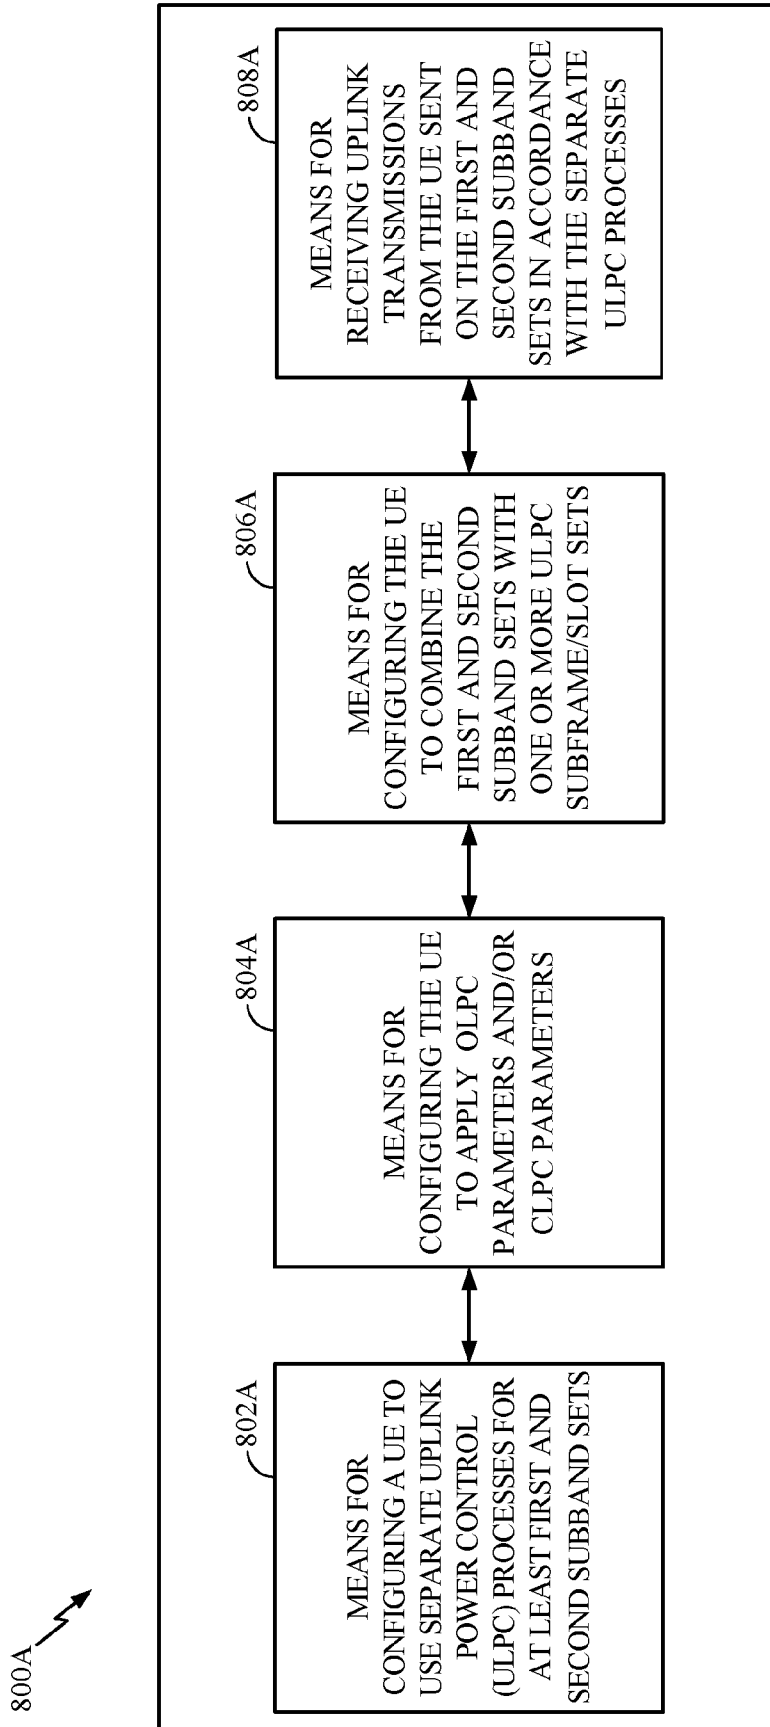 800A
802A
MEANS FOR
CONFIGURING A UE TO
USE SEPARATE UPLINK
POWER CONTROL
(ULPC) PROCESSES FOR
AT LEAST FIRST AND
SECOND SUBBAND SETS
804A
MEANS FOR
CONFIGURING THE UE
TO APPLY OLPC
PARAMETERS AND/OR
CLPC PARAMETERS
806A
MEANS FOR
CONFIGURING THE UE
TO COMBINE THE
FIRST AND SECOND
SUBBAND SETS WITH
ONE OR MORE ULPC
SUBFRAME/SLOT SETS
808A
MEANS FOR
RECEIVING UPLINK
TRANSMISSIONS
FROM THE UE SENT
ON THE FIRST AND
SECOND SUBBAND
SETS IN ACCORDANCE
WITH THE SEPARATE
ULPC PROCESSES